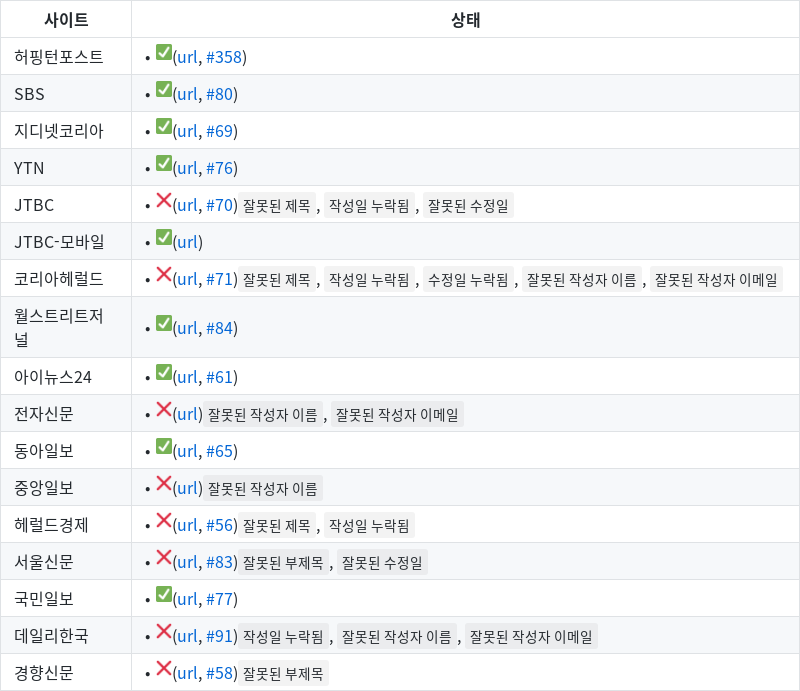 사이트 상태
허핑턴포스트 • ✅(url, #358)
SBS • ✅(url, #80)
지디넷코리아 • ✅(url, #69)
YTN • ✅(url, #76)
JTBC • ❌(url, #70) 잘못된 제목 , 작성일 누락됨 , 잘못된 수정일
JTBC-모바일 • ✅(url)
코리아헤럴드 • ❌(url, #71) 잘못된 제목 , 작성일 누락됨 , 수정일 누락됨 , 잘못된 작성자 이름 , 잘못된 작성자 이메일
월스트리트저
널 • ✅(url, #84)
아이뉴스24 • ✅(url, #61)
전자신문 • ❌(url) 잘못된 작성자 이름 , 잘못된 작성자 이메일
동아일보 • ✅(url, #65)
중앙일보 • ❌(url) 잘못된 작성자 이름
헤럴드경제 • ❌(url, #56) 잘못된 제목 , 작성일 누락됨
서울신문 • ❌(url, #83) 잘못된 부제목 , 잘못된 수정일
국민일보 • ✅(url, #77)
데일리한국 • ❌(url, #91) 작성일 누락됨 , 잘못된 작성자 이름 , 잘못된 작성자 이메일
경향신문 • ❌(url, #58) 잘못된 부제목